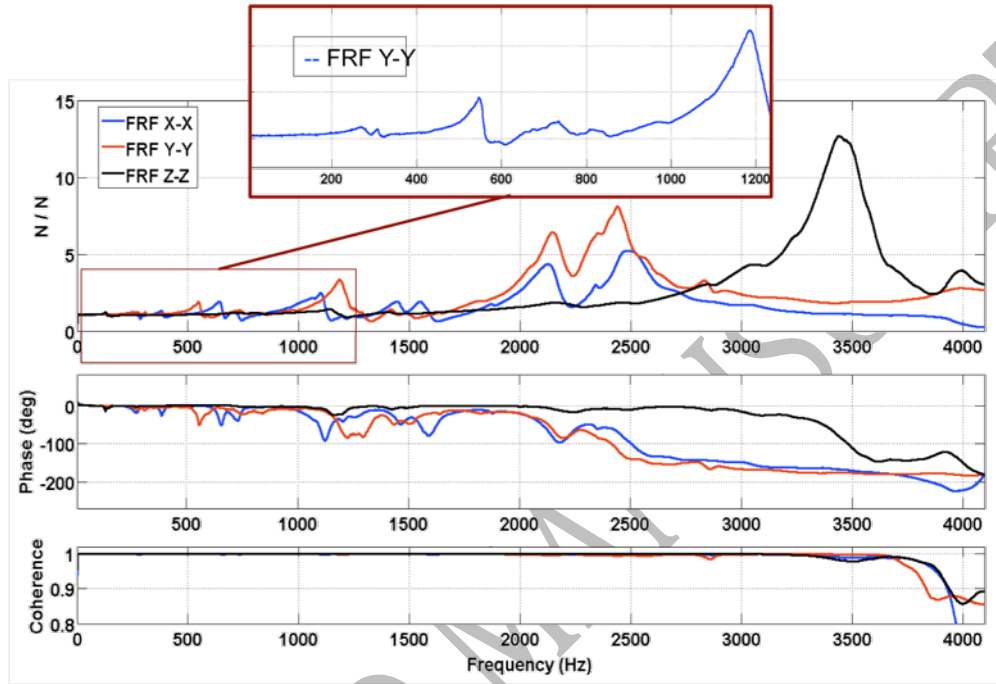 -- FRF Y-Y
200 400 600 800 1000 1200
15
10
5
0
N / N
FRF X-X
FRF Y-Y
FRF Z-Z
0 500 1000 1500 2000 2500 3000 3500 4000
0
-100
-200
Phase (deg)
500 1000 1500 2000 2500 3000 3500 4000
1
0.9
0.8
Coherence
0 500 1000 1500 2000 2500 3000 3500 4000
Frequency (Hz)